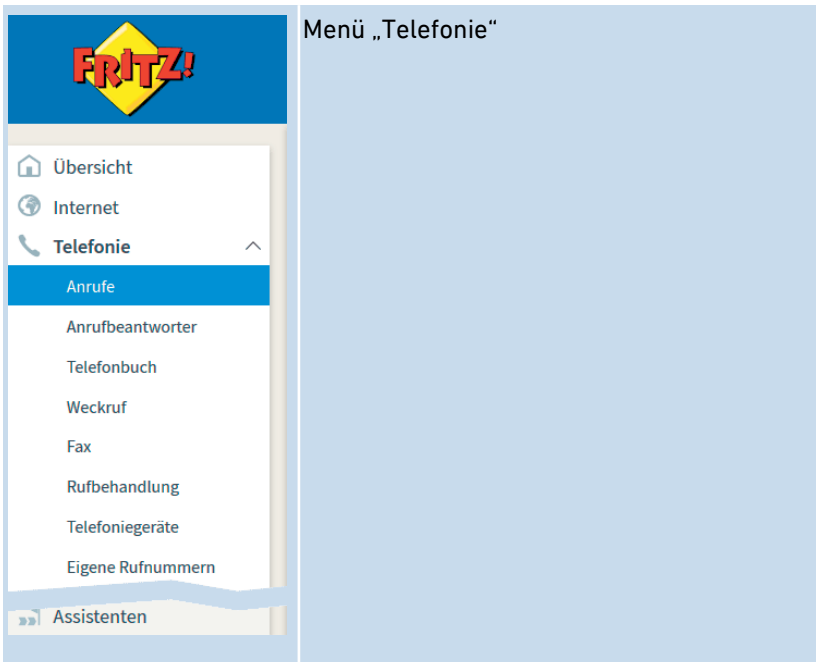 FRITZ!
Menü „Telefonie“
Übersicht
Internet
Telefonie
Anrufe
Anrufbeantworter
Telefonbuch
Weckruf
Fax
Rufbehandlung
Telefoniegeräte
Eigene Rufnummern
Assistenten